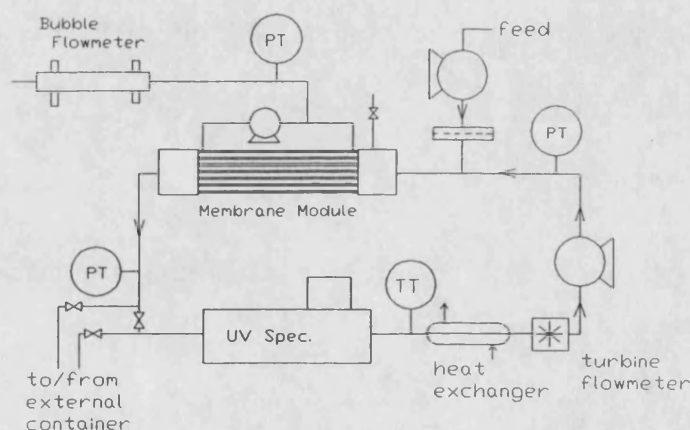 Bubble
Flowmeter
PT
feed
PT
Membrane Module
PT
TT
UV Spec.
heat
exchanger
turbine
flowmeter
to/from
external
container